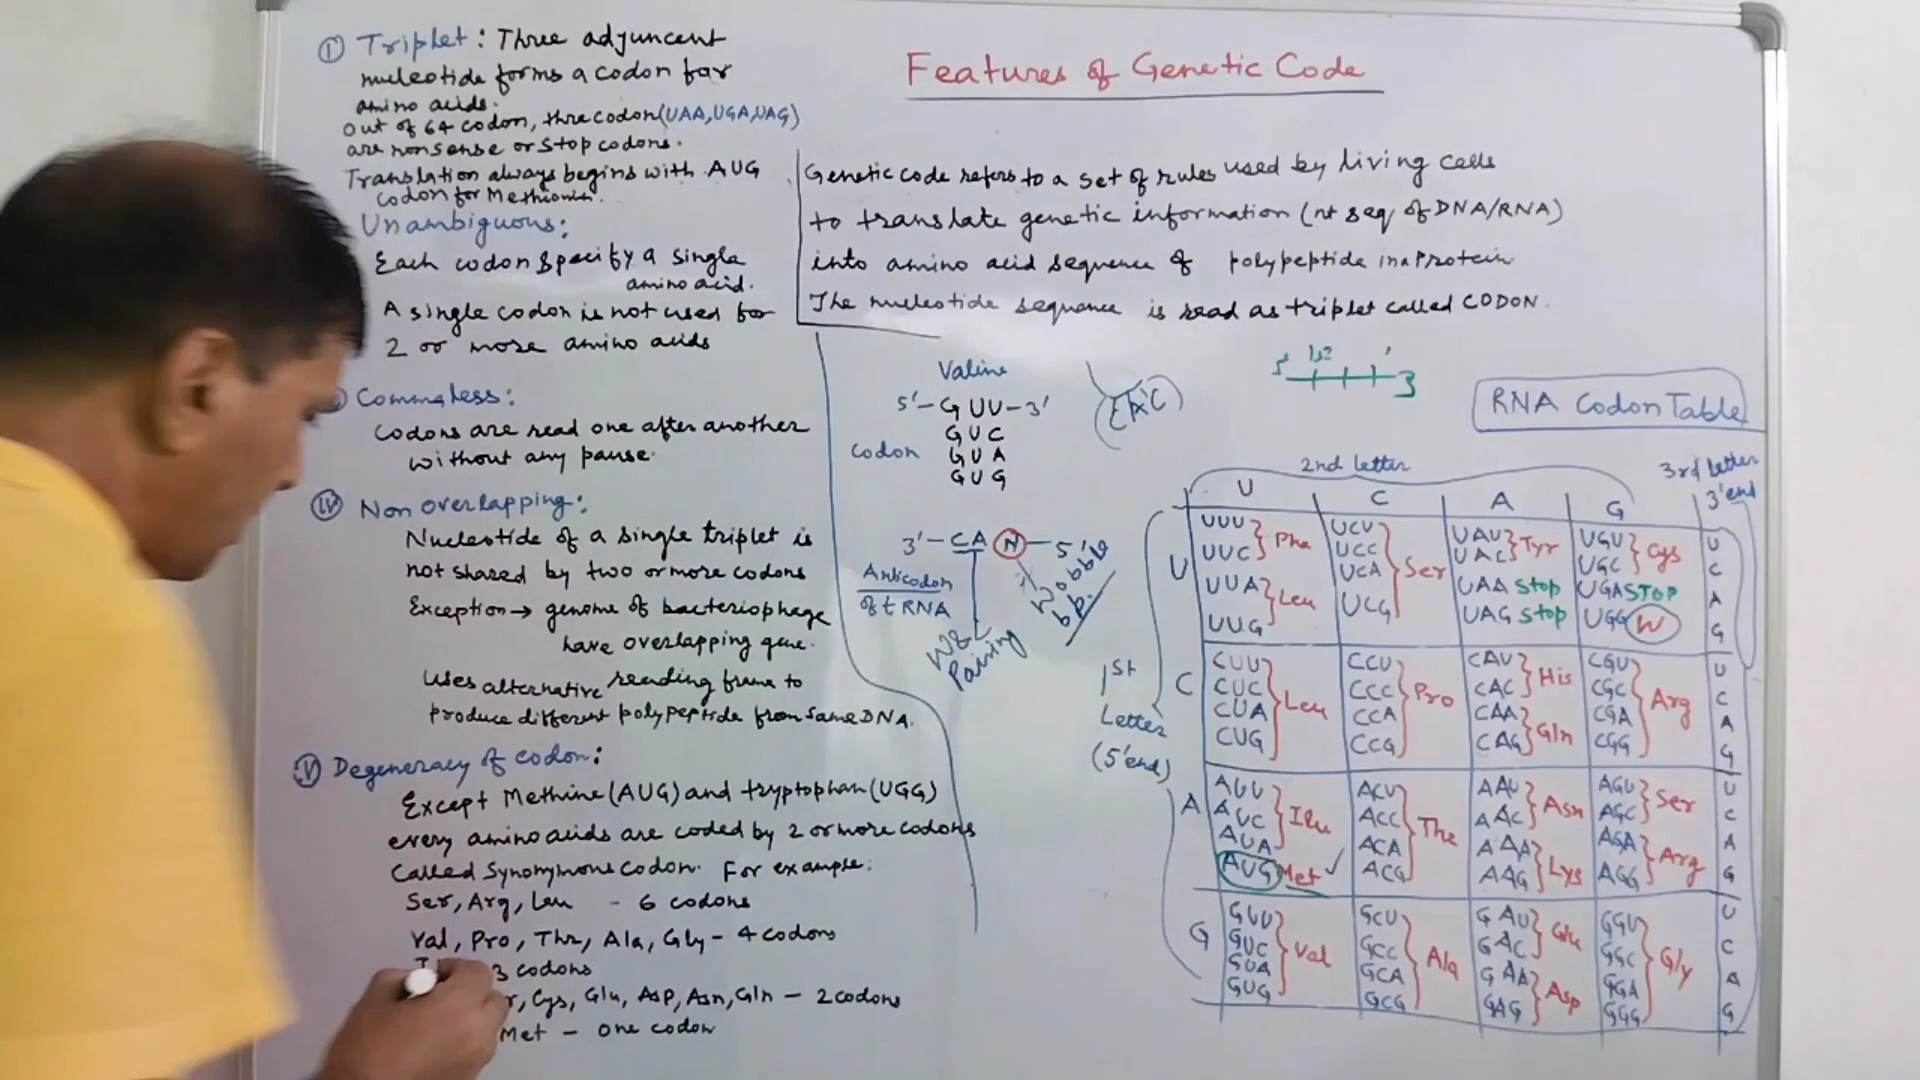 Features of Genetic Code
I Triplet: Three adjuncent
nucleotide forms a codon for
amino acids.
Out of 64 codon, thre codon (UAA, UGA, UAG)
are nonsense or stop codons.
Translation always begins with AUG
codon for Methionin.
Unambiguous:
Each codon specify a single
amino acid.
A single codon is not used for
2 or more amino acids
Commaless:
Codons are read one after another
without any pause.
IV Non overlapping:
Nucleotide of a single triplet is
not shared by two or more codons
Exception → genome of bacteriophage
have overlapping gene.
Uses alternative reading frame to
produce different polypeptide from same DNA.
V Degeneracy of codon:
Except Methine (AUG) and tryptophan (UGG)
every amino acids are coded by 2 or more codons
Called Synonymous codon. For example:
Ser, Arg, Leu - 6 codons
Val, Pro, Thr, Ala, Gly - 4 codons
3 codons
Cys, Glu, Asp, Asn, Gln - 2 codons
Met - one codon
Genetic code refers to a set of rules used by living cells
to translate genetic information (nt seq of DNA/RNA)
into amino acid sequence of polypeptide in a Protein
The nucleotide sequence is read as triplet called CODON.
Valine
5'- G U U - 3'
G U C
Codon
G U A
G U G
3'- C A N - 5'
Anticodon
of tRNA
Pairing
Wobble
b.p.
5' 3
RNA Codon Table
2nd letter
3rd letter
3' end
U C A G
1st
Letter
(5' end)
U
UUU UUC Phe
UUA UUG Leu
UCU UCC UCA UCG Ser
UAU UAC Tyr
UAA Stop
UAG Stop
UGU UGC Cys
UGA STOP
UGG W
U C A G
C
CUU CUC CUA CUG Leu
CCU CCC CCA CCG Pro
CAU CAC His
CAA CAG Gln
CGU CGC CGA CGG Arg
U C A G
A
AUU AUC AUA Ilu
AUG Met ✓
ACU ACC ACA ACG The
AAU AAC Asn
AAA AAG Lys
AGU AGC Ser
AGA AGG Arg
U C A G
G
GUU GUC GUA GUG Val
GCU GCC GCA GCG Ala
GAU GAC Glu
GAA GAG Asp
GGU GGC GGA GGG Gly
U C A G